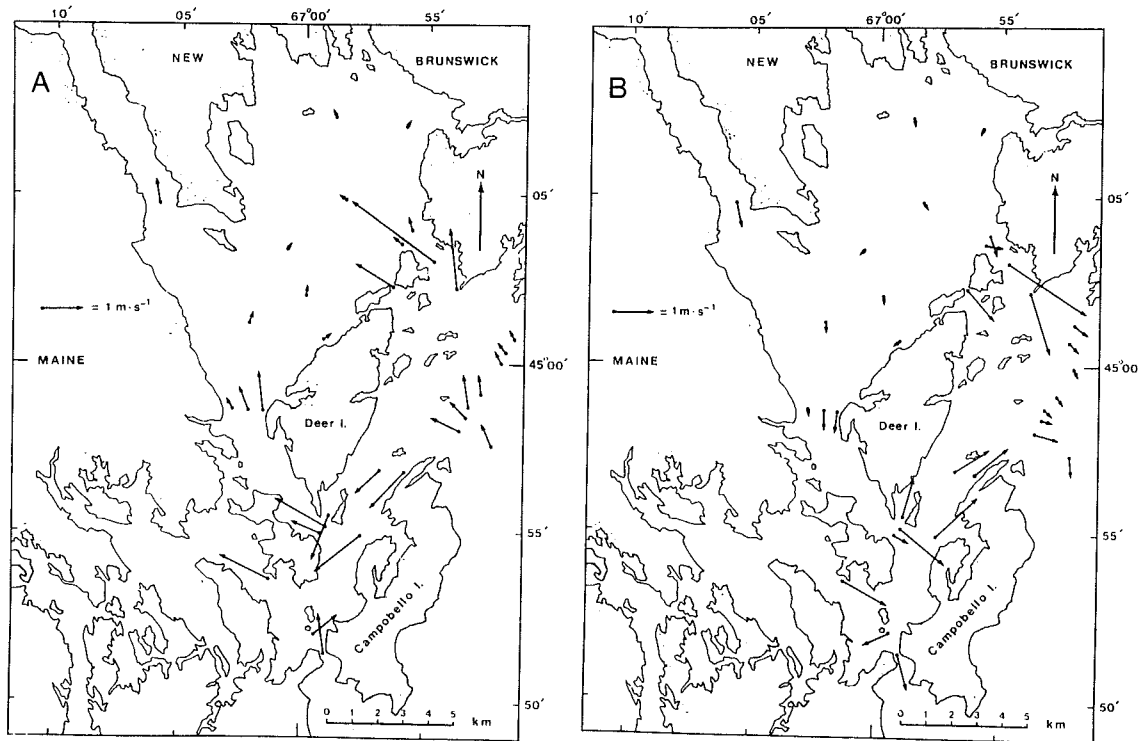 10′ 05′ 67°00′ 55′
A
NEW
BRUNSWICK
N
05′
= 1 m·s⁻¹
MAINE
45°00′
Deer I.
55′
Campobello I.
50′
0 1 2 3 4 5
km
10′ 05′ 67°00′ 55′
B
NEW
BRUNSWICK
N
05′
= 1 m·s⁻¹
MAINE
45°00′
Deer I.
55′
Campobello I.
50′
0 1 2 3 4 5
km